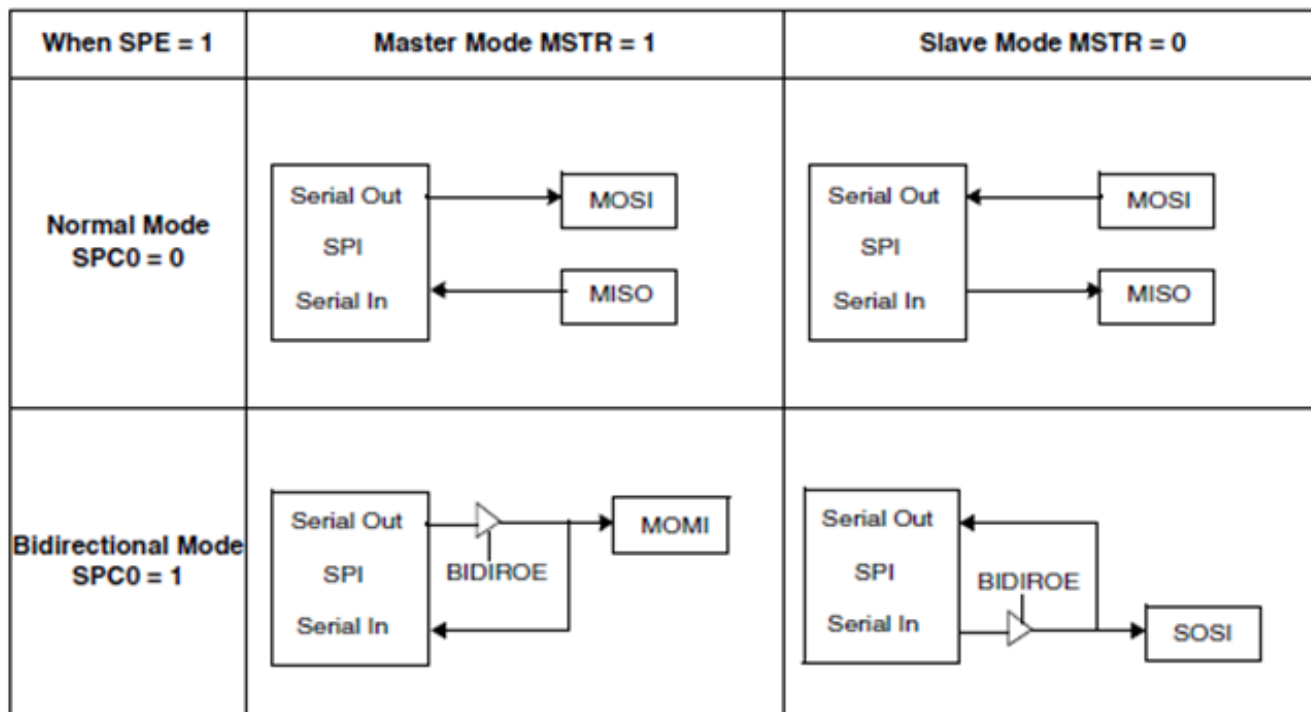 When SPE = 1
Master Mode MSTR = 1
Slave Mode MSTR = 0
Normal Mode
SPC0 = 0
Serial Out
SPI
Serial In
MOSI
MISO
Serial Out
SPI
Serial In
MOSI
MISO
Bidirectional Mode
SPC0 = 1
Serial Out
SPI
Serial In
BIDIROE
MOMI
Serial Out
SPI
Serial In
BIDIROE
SOSI